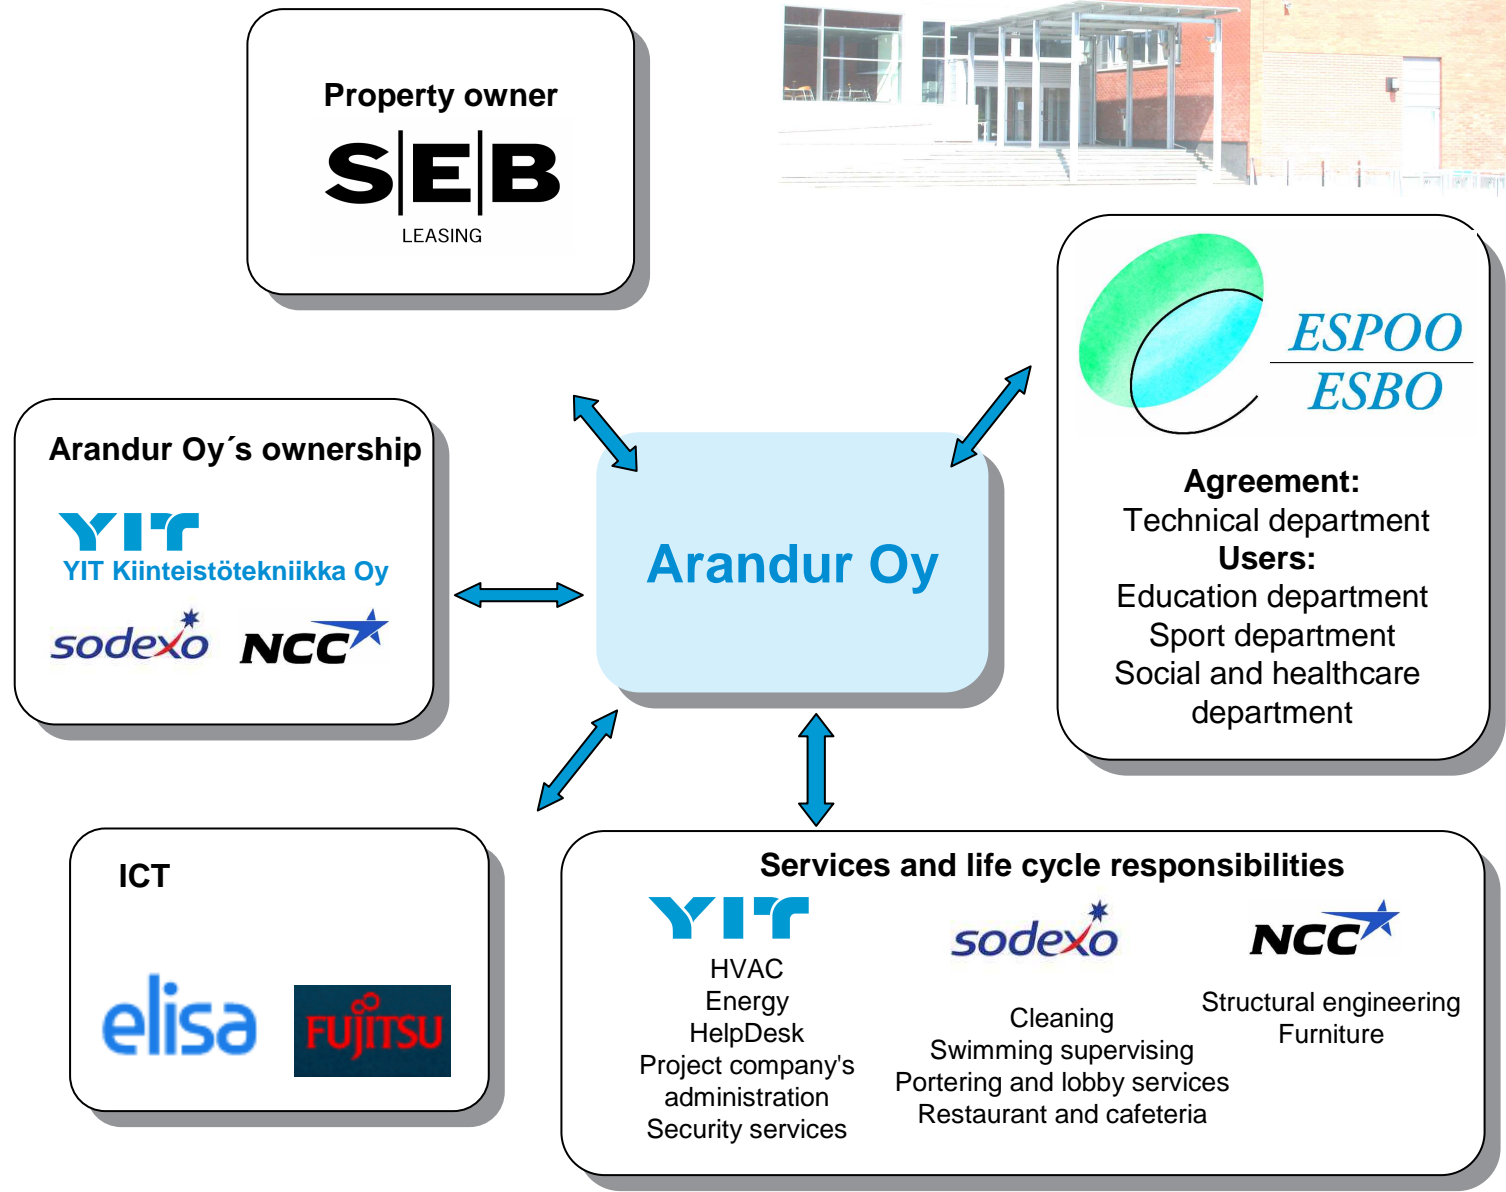 Property owner
S|E|B
LEASING
ESPOO
ESBO
Agreement:
Technical department
Users:
Education department
Sport department
Social and healthcare
department
Arandur Oy´s ownership
YIT
YIT Kiinteistötekniikka Oy
sodexo
NCC
Arandur Oy
ICT
elisa
FUJITSU
Services and life cycle responsibilities
YIT
HVAC
Energy
HelpDesk
Project company's
administration
Security services
sodexo
Cleaning
Swimming supervising
Portering and lobby services
Restaurant and cafeteria
NCC
Structural engineering
Furniture